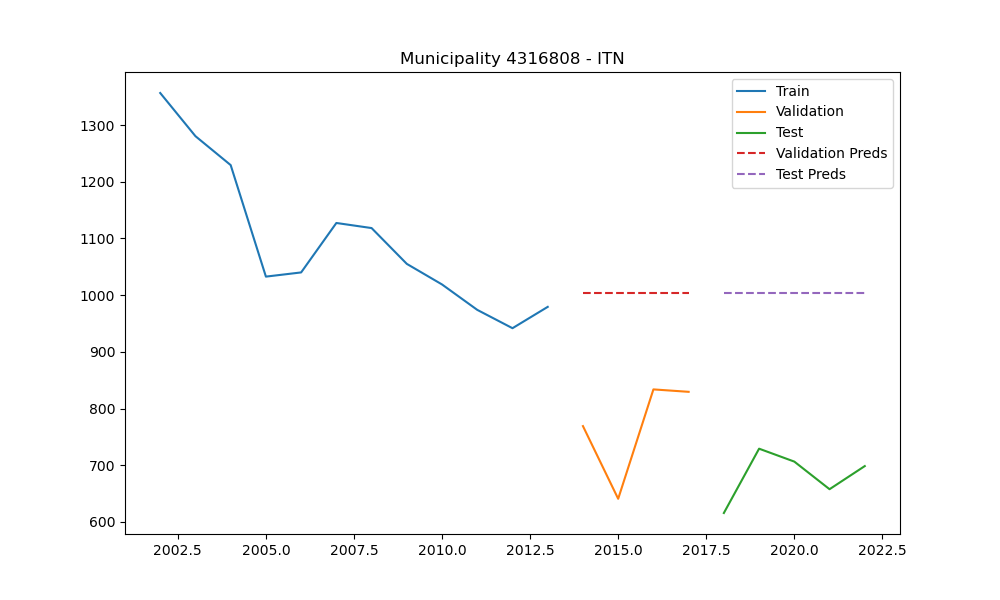 Municipality 4316808 - ITN
Train
Validation
Test
Validation Preds
Test Preds
1300
1200
1100
1000
900
800
700
600
2002.5 2005.0 2007.5 2010.0 2012.5 2015.0 2017.5 2020.0 2022.5